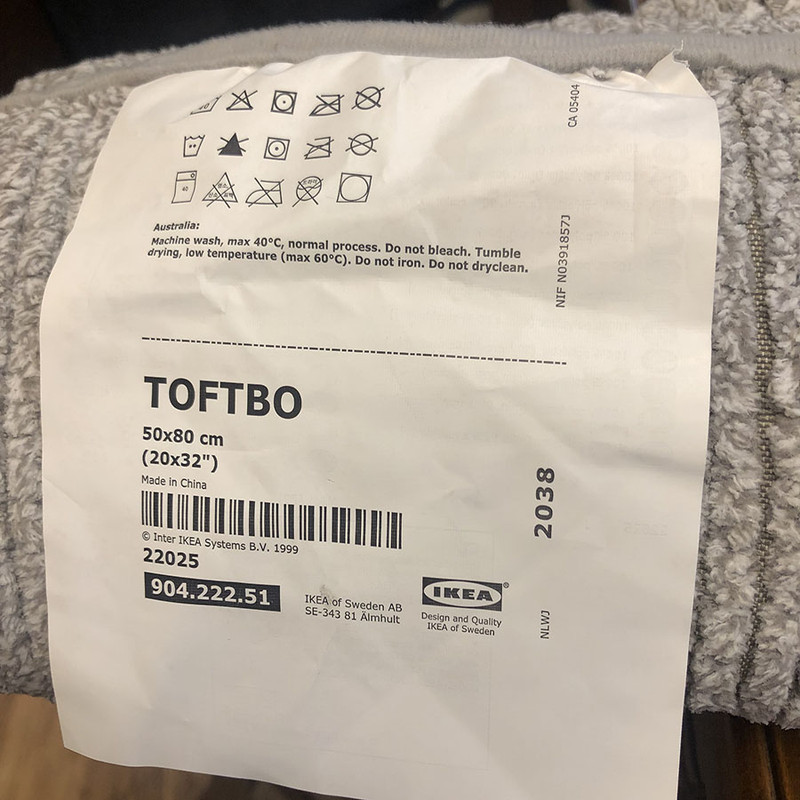 40
40
Australia:
Machine wash, max 40°C, normal process. Do not bleach. Tumble
drying, low temperature (max 60°C). Do not iron. Do not dryclean.
TOFTBO
50x80 cm
(20x32")
Made in China
© Inter IKEA Systems B.V. 1999
22025
904.222.51
IKEA of Sweden AB
SE-343 81 Älmhult
IKEA®
Design and Quality
IKEA of Sweden
CA 05404
NIF N0391857J
2038
NLWJ